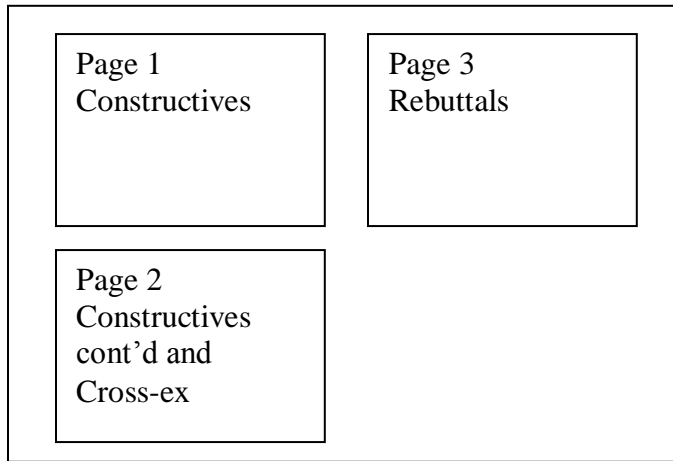 Page 1
Constructives
Page 3
Rebuttals
Page 2
Constructives
cont’d and
Cross-ex